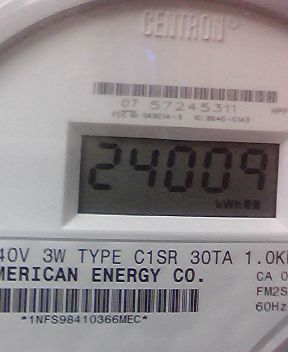 CENTRON®
07 57245311
24009
kWh
40V 3W TYPE C1SR 30TA 1.0K
MERICAN ENERGY CO.
CA 0
FM2S
60Hz
*1NFS98410366MEC*